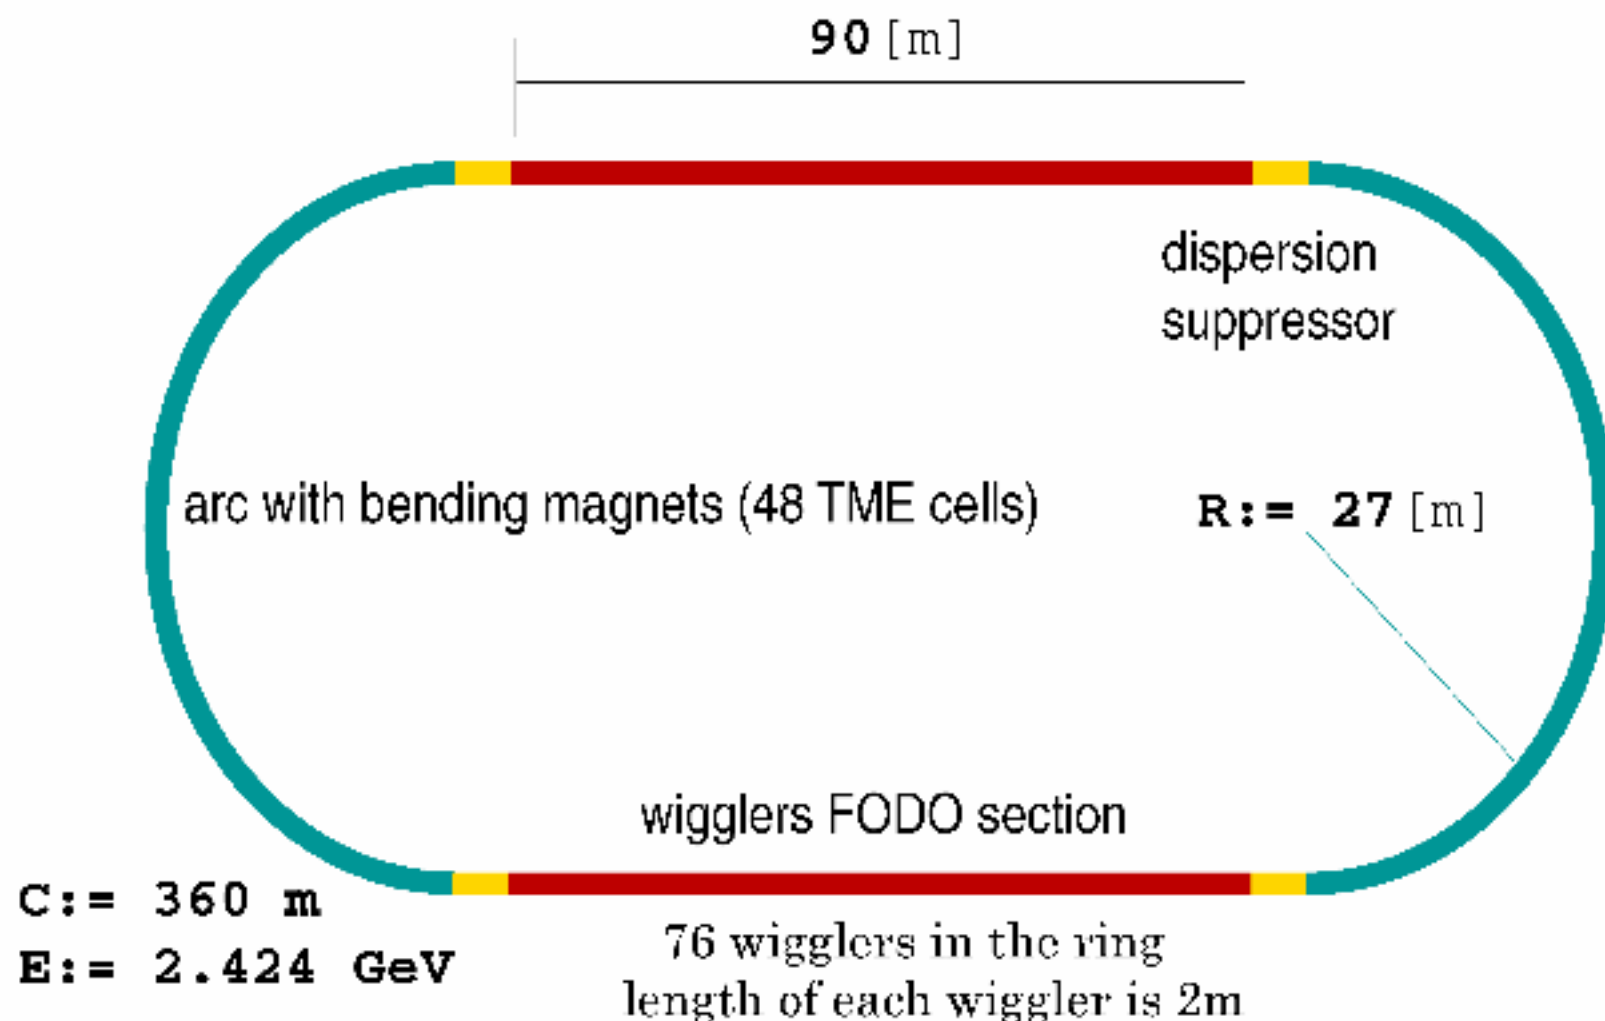 90 [m]
dispersion
suppressor
arc with bending magnets (48 TME cells)
R:= 27 [m]
wigglers FODO section
C:= 360 m
E:= 2.424 GeV
76 wigglers in the ring
length of each wiggler is 2m